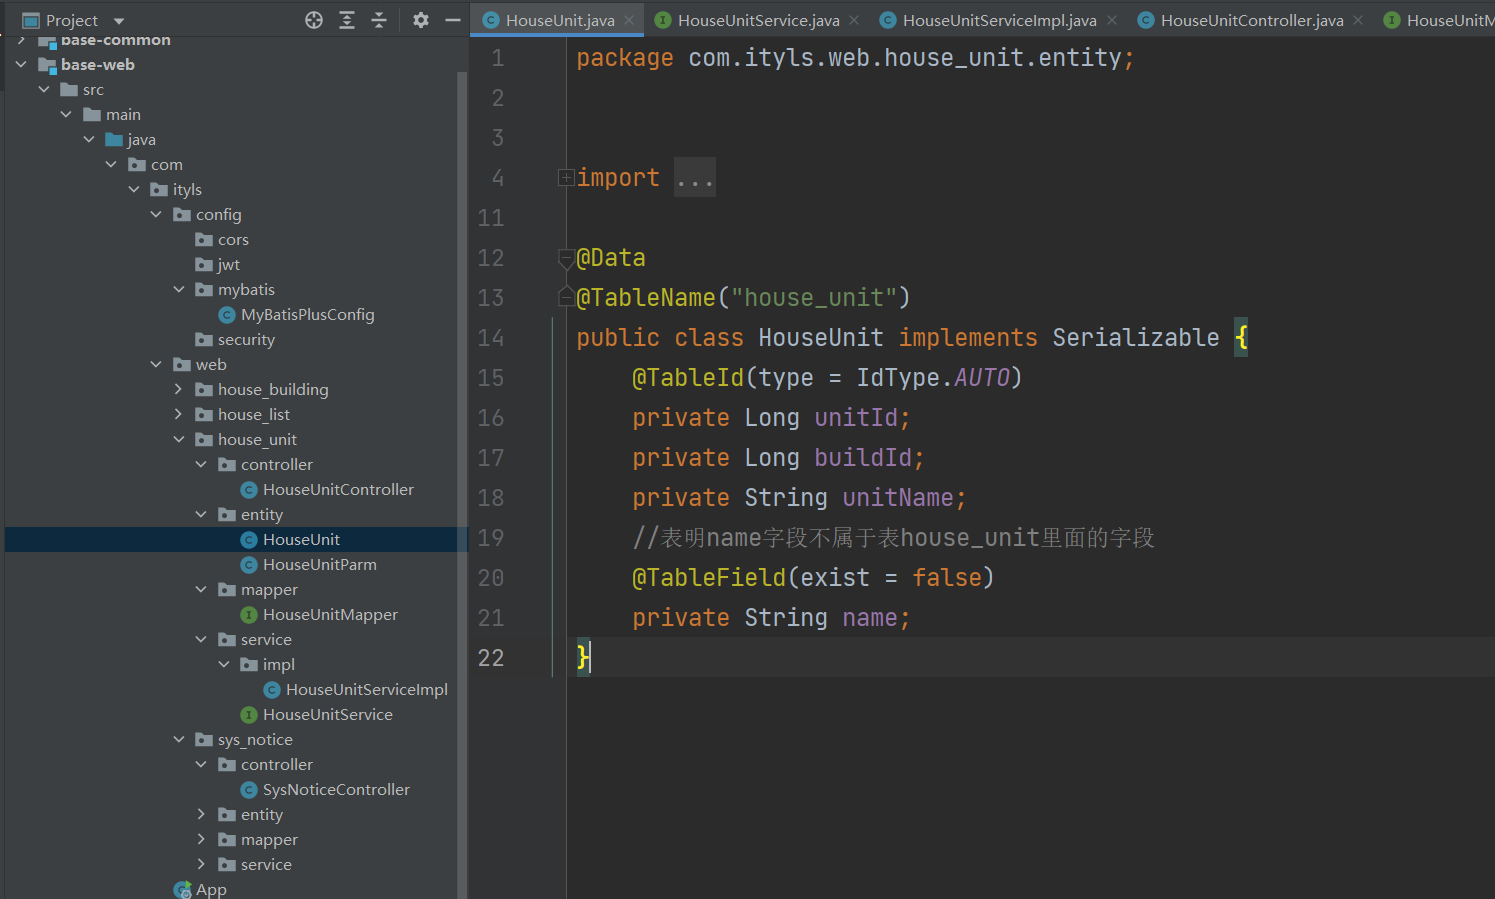 Project
base-common
base-web
src
main
java
com
ityls
config
cors
jwt
mybatis
MyBatisPlusConfig
security
web
house_building
house_list
house_unit
controller
HouseUnitController
entity
HouseUnit
HouseUnitParm
mapper
HouseUnitMapper
service
impl
HouseUnitServiceImpl
HouseUnitService
sys_notice
controller
SysNoticeController
entity
mapper
service
App
HouseUnit.java HouseUnitService.java HouseUnitServiceImpl.java HouseUnitController.java HouseUnitM
1 package com.ityls.web.house_unit.entity;
2
3
4 import ...
11
12 @Data
13 @TableName("house_unit")
14 public class HouseUnit implements Serializable {
15 @TableId(type = IdType.AUTO)
16 private Long unitId;
17 private Long buildId;
18 private String unitName;
19 //表明name字段不属于表house_unit里面的字段
20 @TableField(exist = false)
21 private String name;
22 }